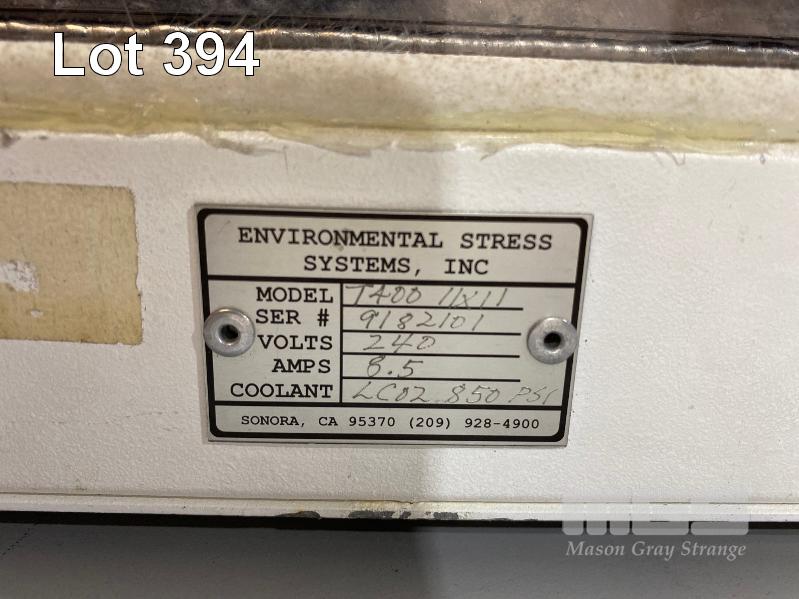 Lot 394
ENVIRONMENTAL STRESS
SYSTEMS, INC
MODEL T400 11X11
SER # 9182101
VOLTS 240
AMPS 8.5
COOLANT LCO2 850 PSI
SONORA, CA 95370 (209) 928-4900
MGS
Mason Gray Strange